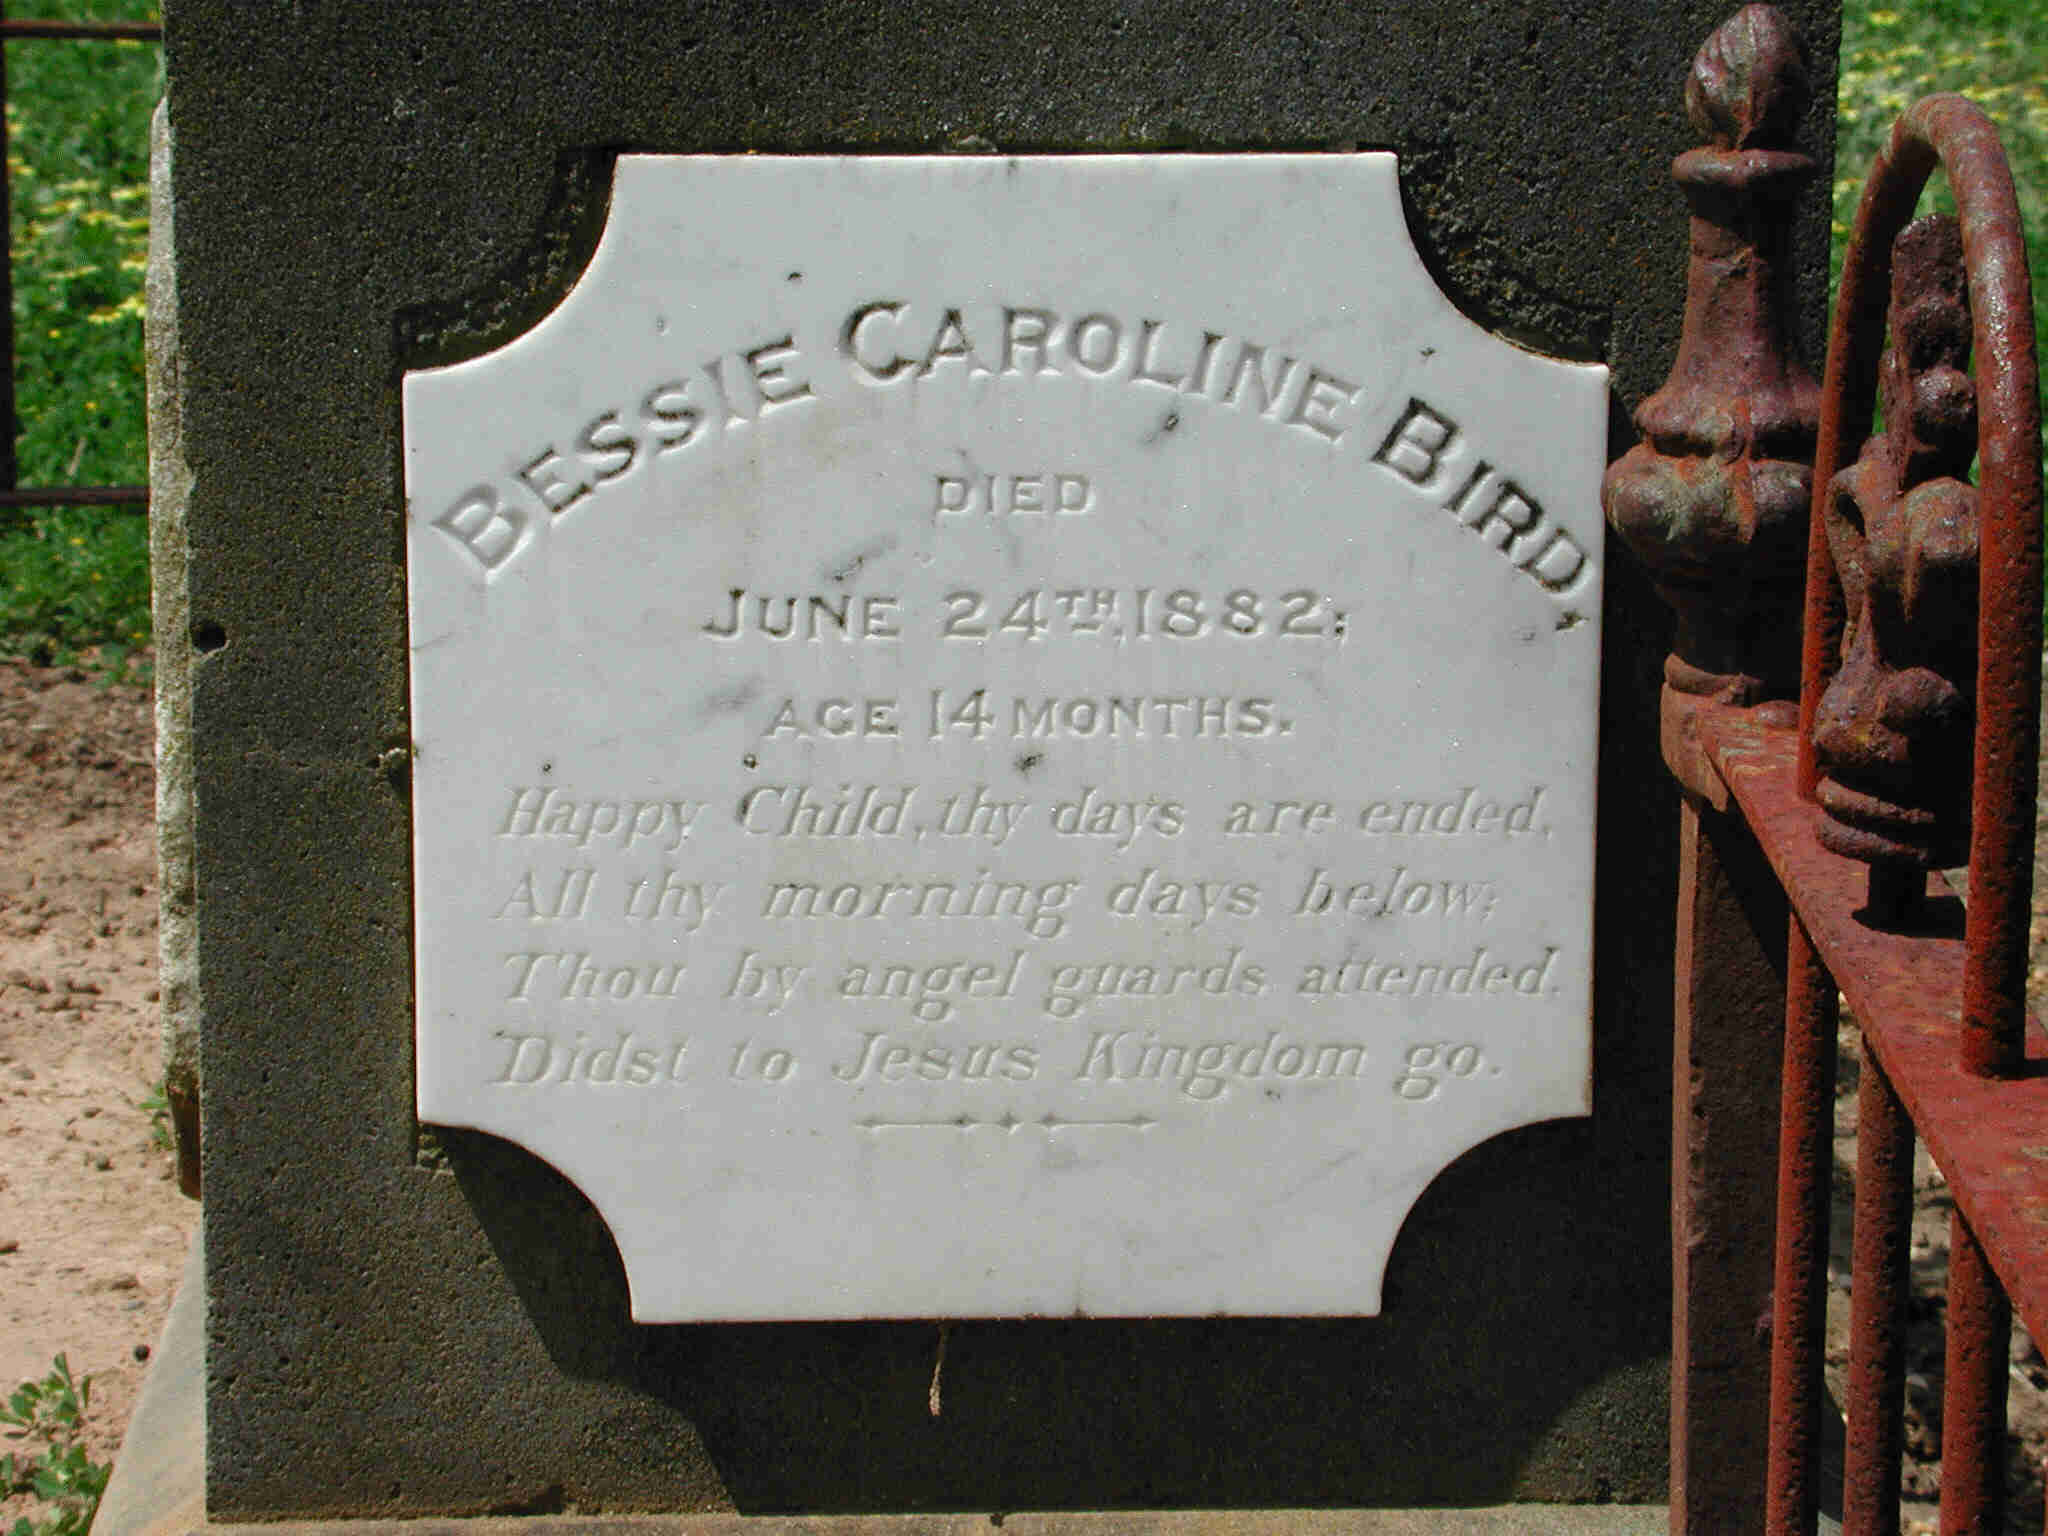 BESSIE CAROLINE BIRD.
DIED
JUNE 24TH, 1882;
AGE 14 MONTHS.
Happy Child, thy days are ended,
All thy morning days below;
Thou by angel guards attended.
Didst to Jesus Kingdom go.